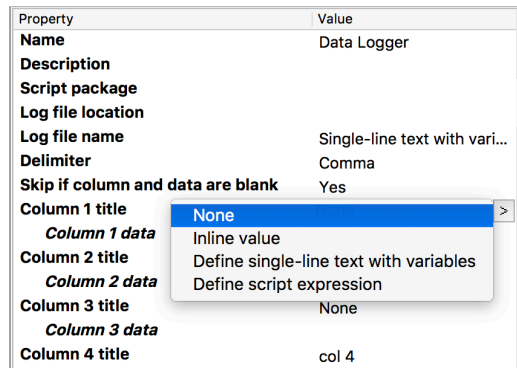 Property Value
Name Data Logger
Description
Script package
Log file location
Log file name Single-line text with vari...
Delimiter Comma
Skip if column and data are blank Yes
Column 1 title None >
None
Column 1 data Inline value
Column 2 title Define single-line text with variables
Column 2 data Define script expression
Column 3 title None
Column 3 data
Column 4 title col 4